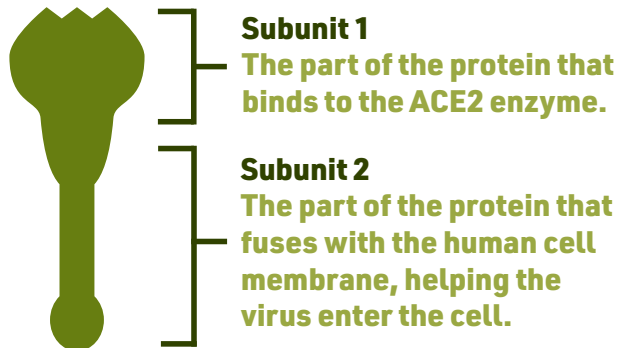 Subunit 1
The part of the protein that
binds to the ACE2 enzyme.
Subunit 2
The part of the protein that
fuses with the human cell
membrane, helping the
virus enter the cell.